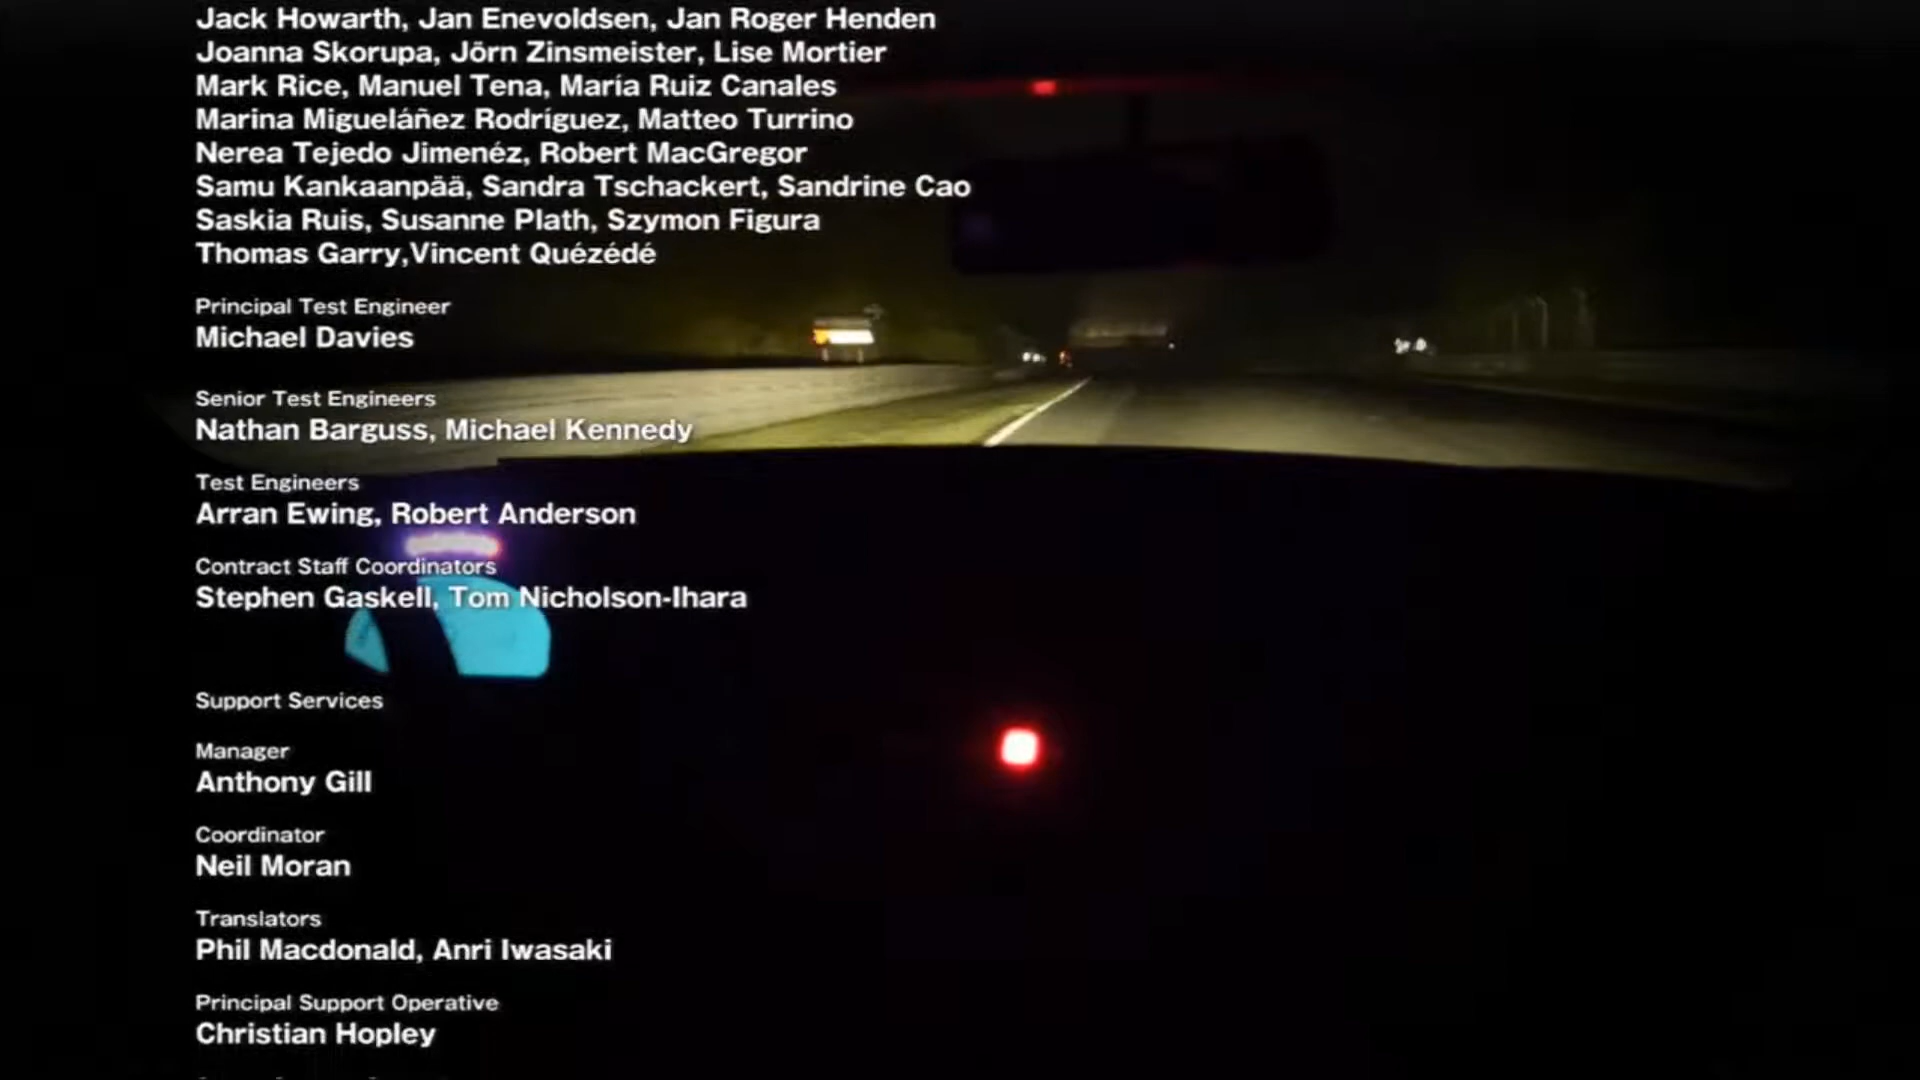 Jack Howarth, Jan Enevoldsen, Jan Roger Henden
Joanna Skorupa, Jörn Zinsmeister, Lise Mortier
Mark Rice, Manuel Tena, María Ruiz Canales
Marina Migueláñez Rodríguez, Matteo Turrino
Nerea Tejedo Jimenéz, Robert MacGregor
Samu Kankaanpää, Sandra Tschackert, Sandrine Cao
Saskia Ruis, Susanne Plath, Szymon Figura
Thomas Garry,Vincent Quézédé
Principal Test Engineer
Michael Davies
Senior Test Engineers
Nathan Barguss, Michael Kennedy
Test Engineers
Arran Ewing, Robert Anderson
Contract Staff Coordinators
Stephen Gaskell, Tom Nicholson-Ihara
Support Services
Manager
Anthony Gill
Coordinator
Neil Moran
Translators
Phil Macdonald, Anri Iwasaki
Principal Support Operative
Christian Hopley